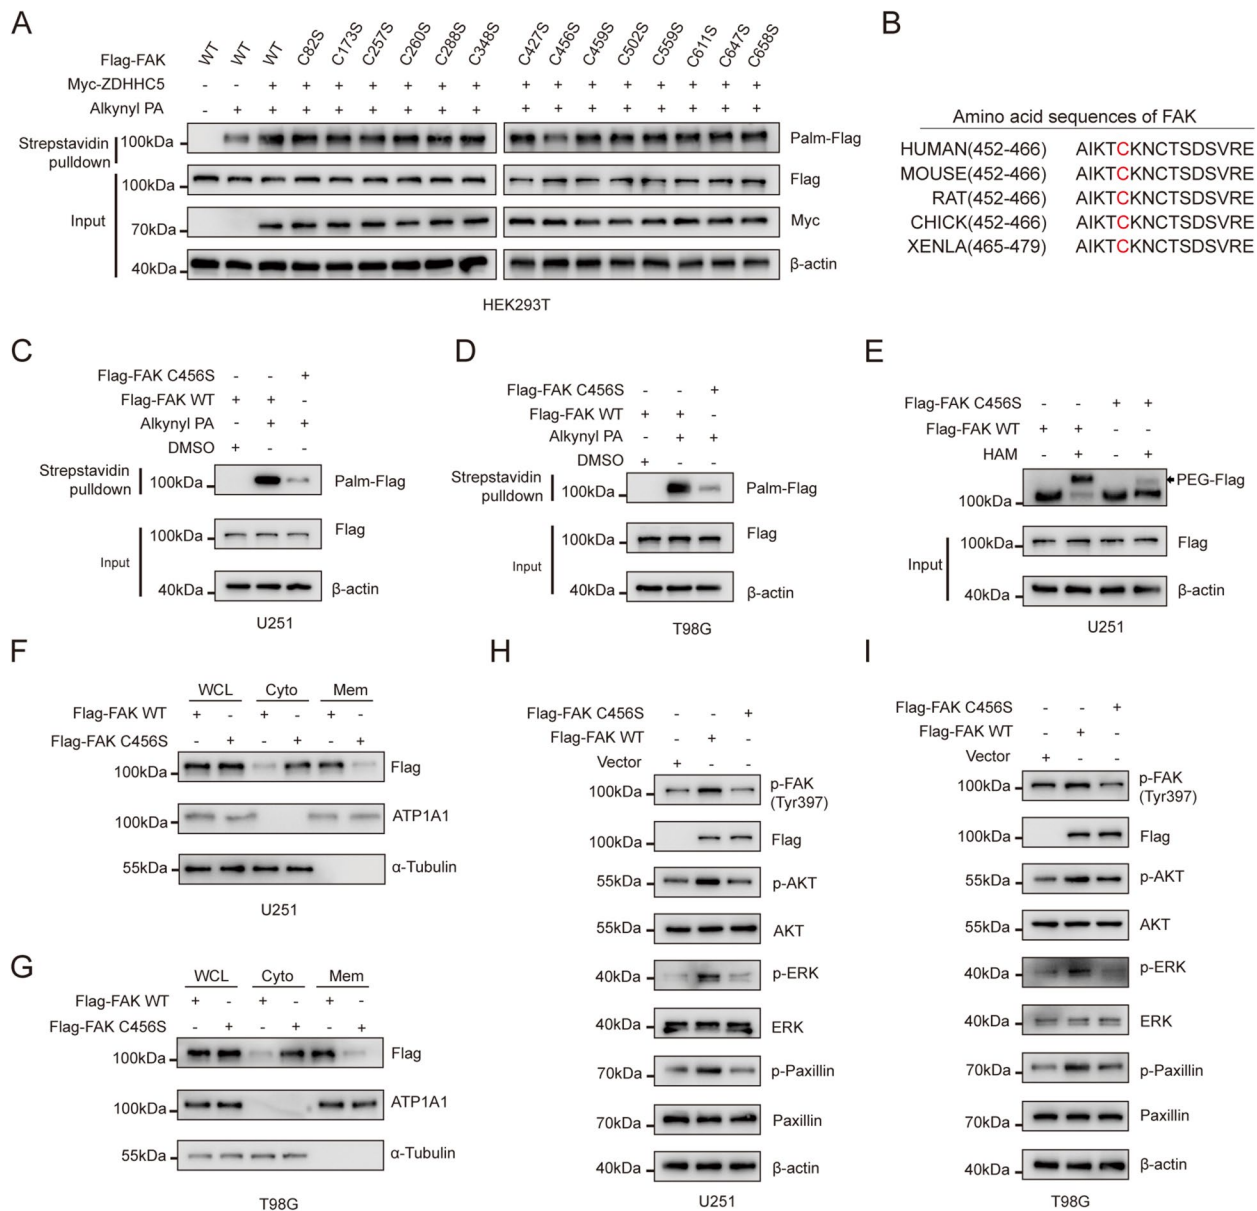 A
Flag-FAK WT WT WT C82S C173S C257S C260S C288S C348S C427S C456S C459S C502S C559S C611S C647S C658S
Myc-ZDHHC5 - - + + + + + + + + + + + + + + +
Alkynyl PA - + + + + + + + + + + + + + + + +
Strepstavidin pulldown 100kDa Palm-Flag
Input
100kDa Flag
70kDa Myc
40kDa β-actin
HEK293T
B
Amino acid sequences of FAK
HUMAN(452-466) AIKTCKNCTSDSVRE
MOUSE(452-466) AIKTCKNCTSDSVRE
RAT(452-466) AIKTCKNCTSDSVRE
CHICK(452-466) AIKTCKNCTSDSVRE
XENLA(465-479) AIKTCKNCTSDSVRE
C
Flag-FAK C456S - - +
Flag-FAK WT + + -
Alkynyl PA - + +
DMSO + - -
Strepstavidin pulldown 100kDa Palm-Flag
Input
100kDa Flag
40kDa β-actin
U251
D
Flag-FAK C456S - - +
Flag-FAK WT + + -
Alkynyl PA - + +
DMSO + - -
Strepstavidin pulldown 100kDa Palm-Flag
Input
100kDa Flag
40kDa β-actin
T98G
E
Flag-FAK C456S - - + +
Flag-FAK WT + + - -
HAM - + - +
100kDa PEG-Flag
Input
100kDa Flag
40kDa β-actin
U251
F
WCL Cyto Mem
Flag-FAK WT + - + - + -
Flag-FAK C456S - + - + - +
100kDa Flag
100kDa ATP1A1
55kDa α-Tubulin
U251
G
WCL Cyto Mem
Flag-FAK WT + - + - + -
Flag-FAK C456S - + - + - +
100kDa Flag
100kDa ATP1A1
55kDa α-Tubulin
T98G
H
Flag-FAK C456S - - +
Flag-FAK WT - + -
Vector + - -
100kDa p-FAK (Tyr397)
100kDa Flag
55kDa p-AKT
55kDa AKT
40kDa p-ERK
40kDa ERK
70kDa p-Paxillin
70kDa Paxillin
40kDa β-actin
U251
I
Flag-FAK C456S - - +
Flag-FAK WT - + -
Vector + - -
100kDa p-FAK (Tyr397)
100kDa Flag
55kDa p-AKT
55kDa AKT
40kDa p-ERK
40kDa ERK
70kDa p-Paxillin
70kDa Paxillin
40kDa β-actin
T98G